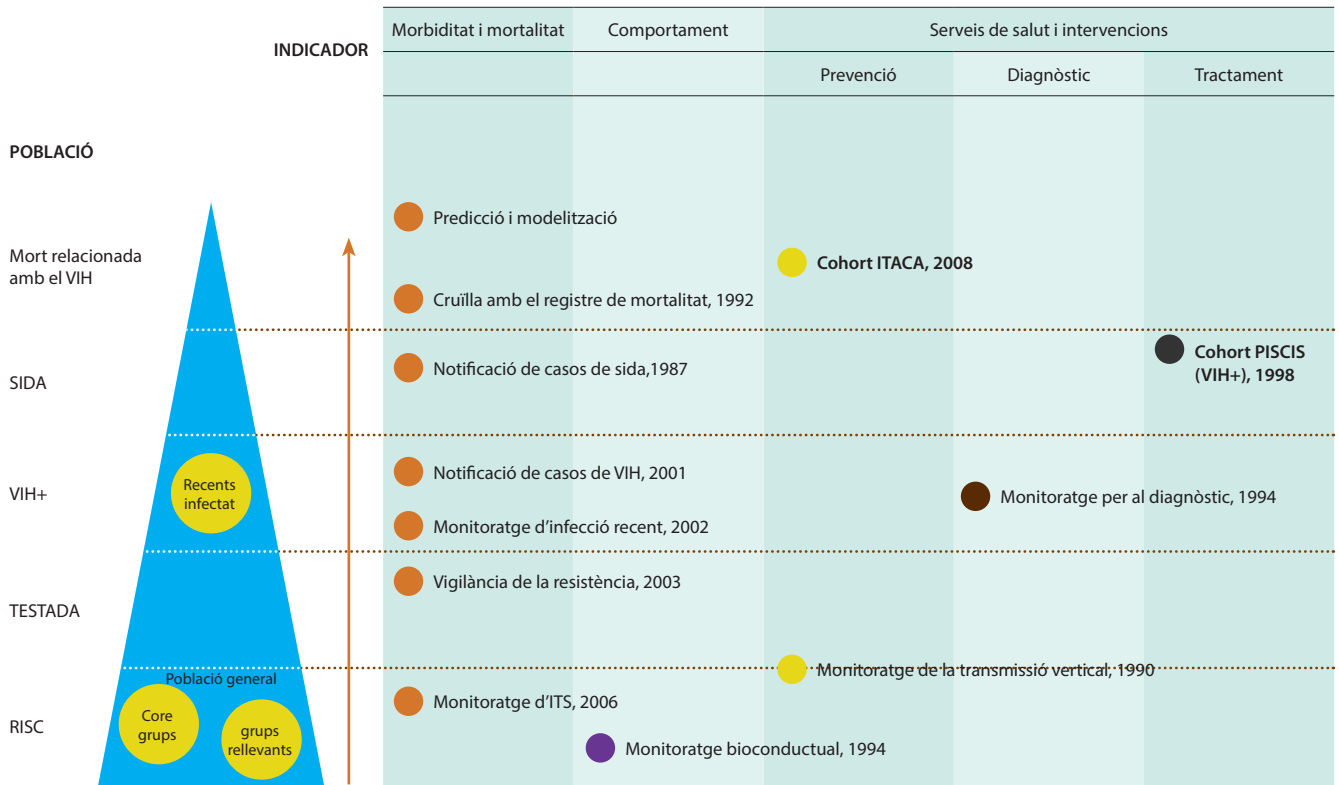 INDICADOR
Morbiditat i mortalitat
Comportament
Serveis de salut i intervencions
Prevenció
Diagnòstic
Tractament
POBLACIÓ
Mort relacionada
amb el VIH
Predicció i modelització
Cohort ITACA, 2008
Cruïlla amb el registre de mortalitat, 1992
SIDA
Notificació de casos de sida,1987
Cohort PISCIS
(VIH+), 1998
VIH+
Recents
infectat
Notificació de casos de VIH, 2001
Monitoratge per al diagnòstic, 1994
Monitoratge d’infecció recent, 2002
TESTADA
Vigilància de la resistència, 2003
Monitoratge de la transmissió vertical, 1990
RISC
Població general
Core
grups
grups
rellevants
Monitoratge d’ITS, 2006
Monitoratge bioconductual, 1994